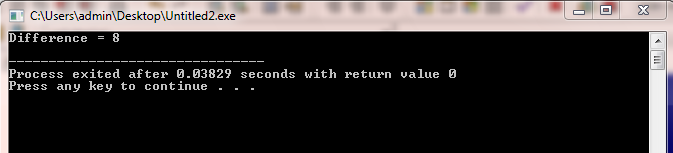 C:\Users\admin\Desktop\Untitled2.exe
Difference = 8
--------------------------------
Process exited after 0.03829 seconds with return value 0
Press any key to continue . . .